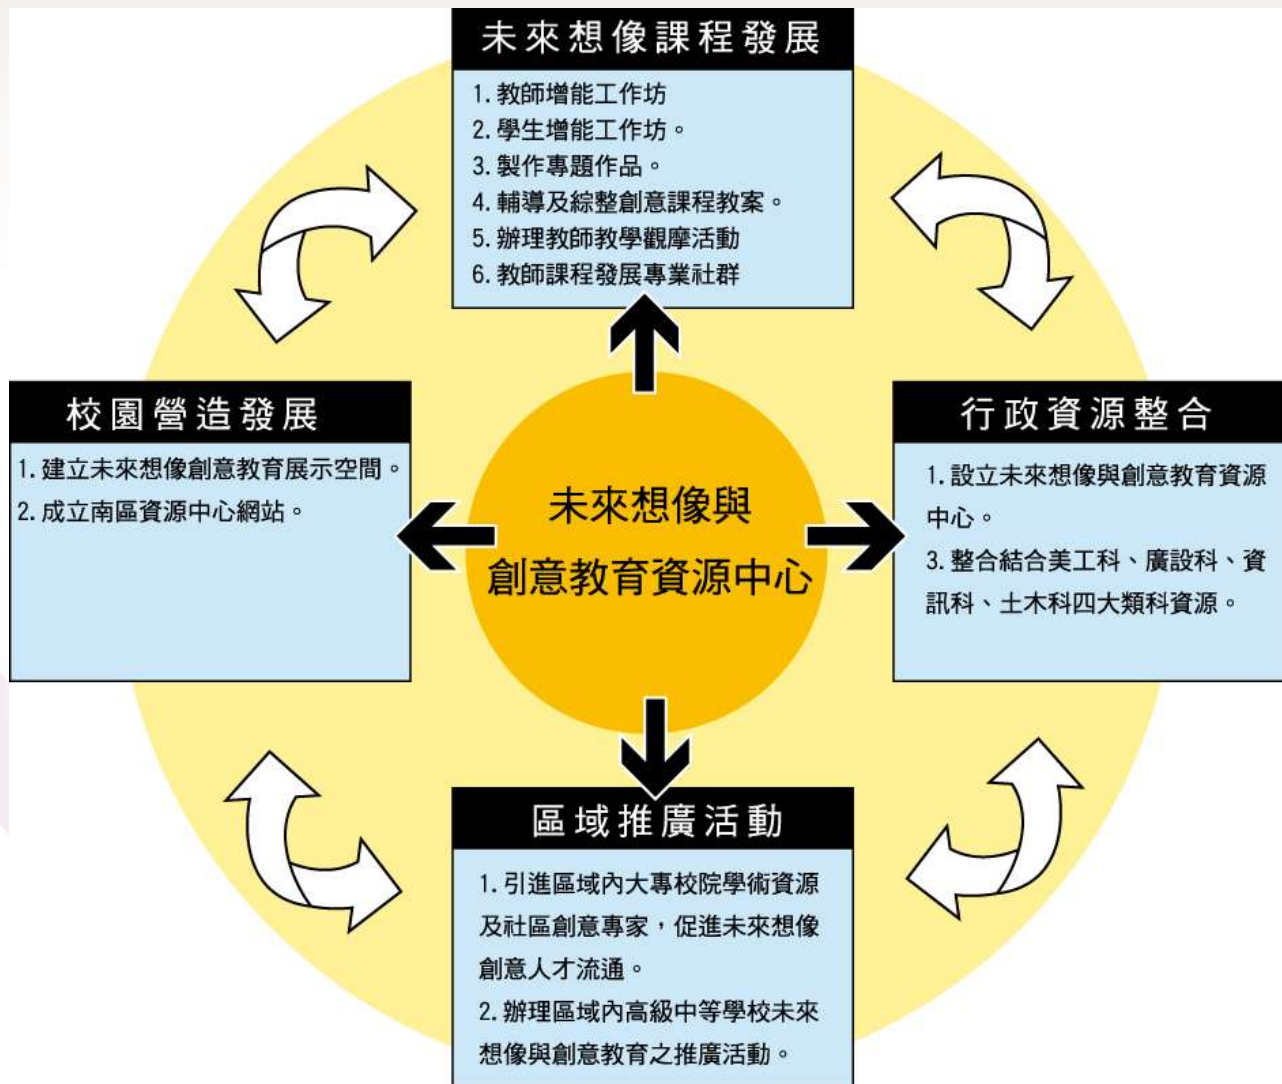 未來想像課程發展
1. 教師增能工作坊
2. 學生增能工作坊。
3. 製作專題作品。
4. 輔導及綜整創意課程教案。
5. 辦理教師教學觀摩活動
6. 教師課程發展專業社群
校園營造發展
1. 建立未來想像創意教育展示空間。
2. 成立南區資源中心網站。
未來想像與
創意教育資源中心
行政資源整合
1. 設立未來想像與創意教育資源
中心。
3. 整合結合美工科、廣設科、資
訊科、土木科四大類科資源。
區域推廣活動
1. 引進區域內大專校院學術資源
及社區創意專家，促進未來想像
創意人才流通。
2. 辦理區域內高級中等學校未來
想像與創意教育之推廣活動。